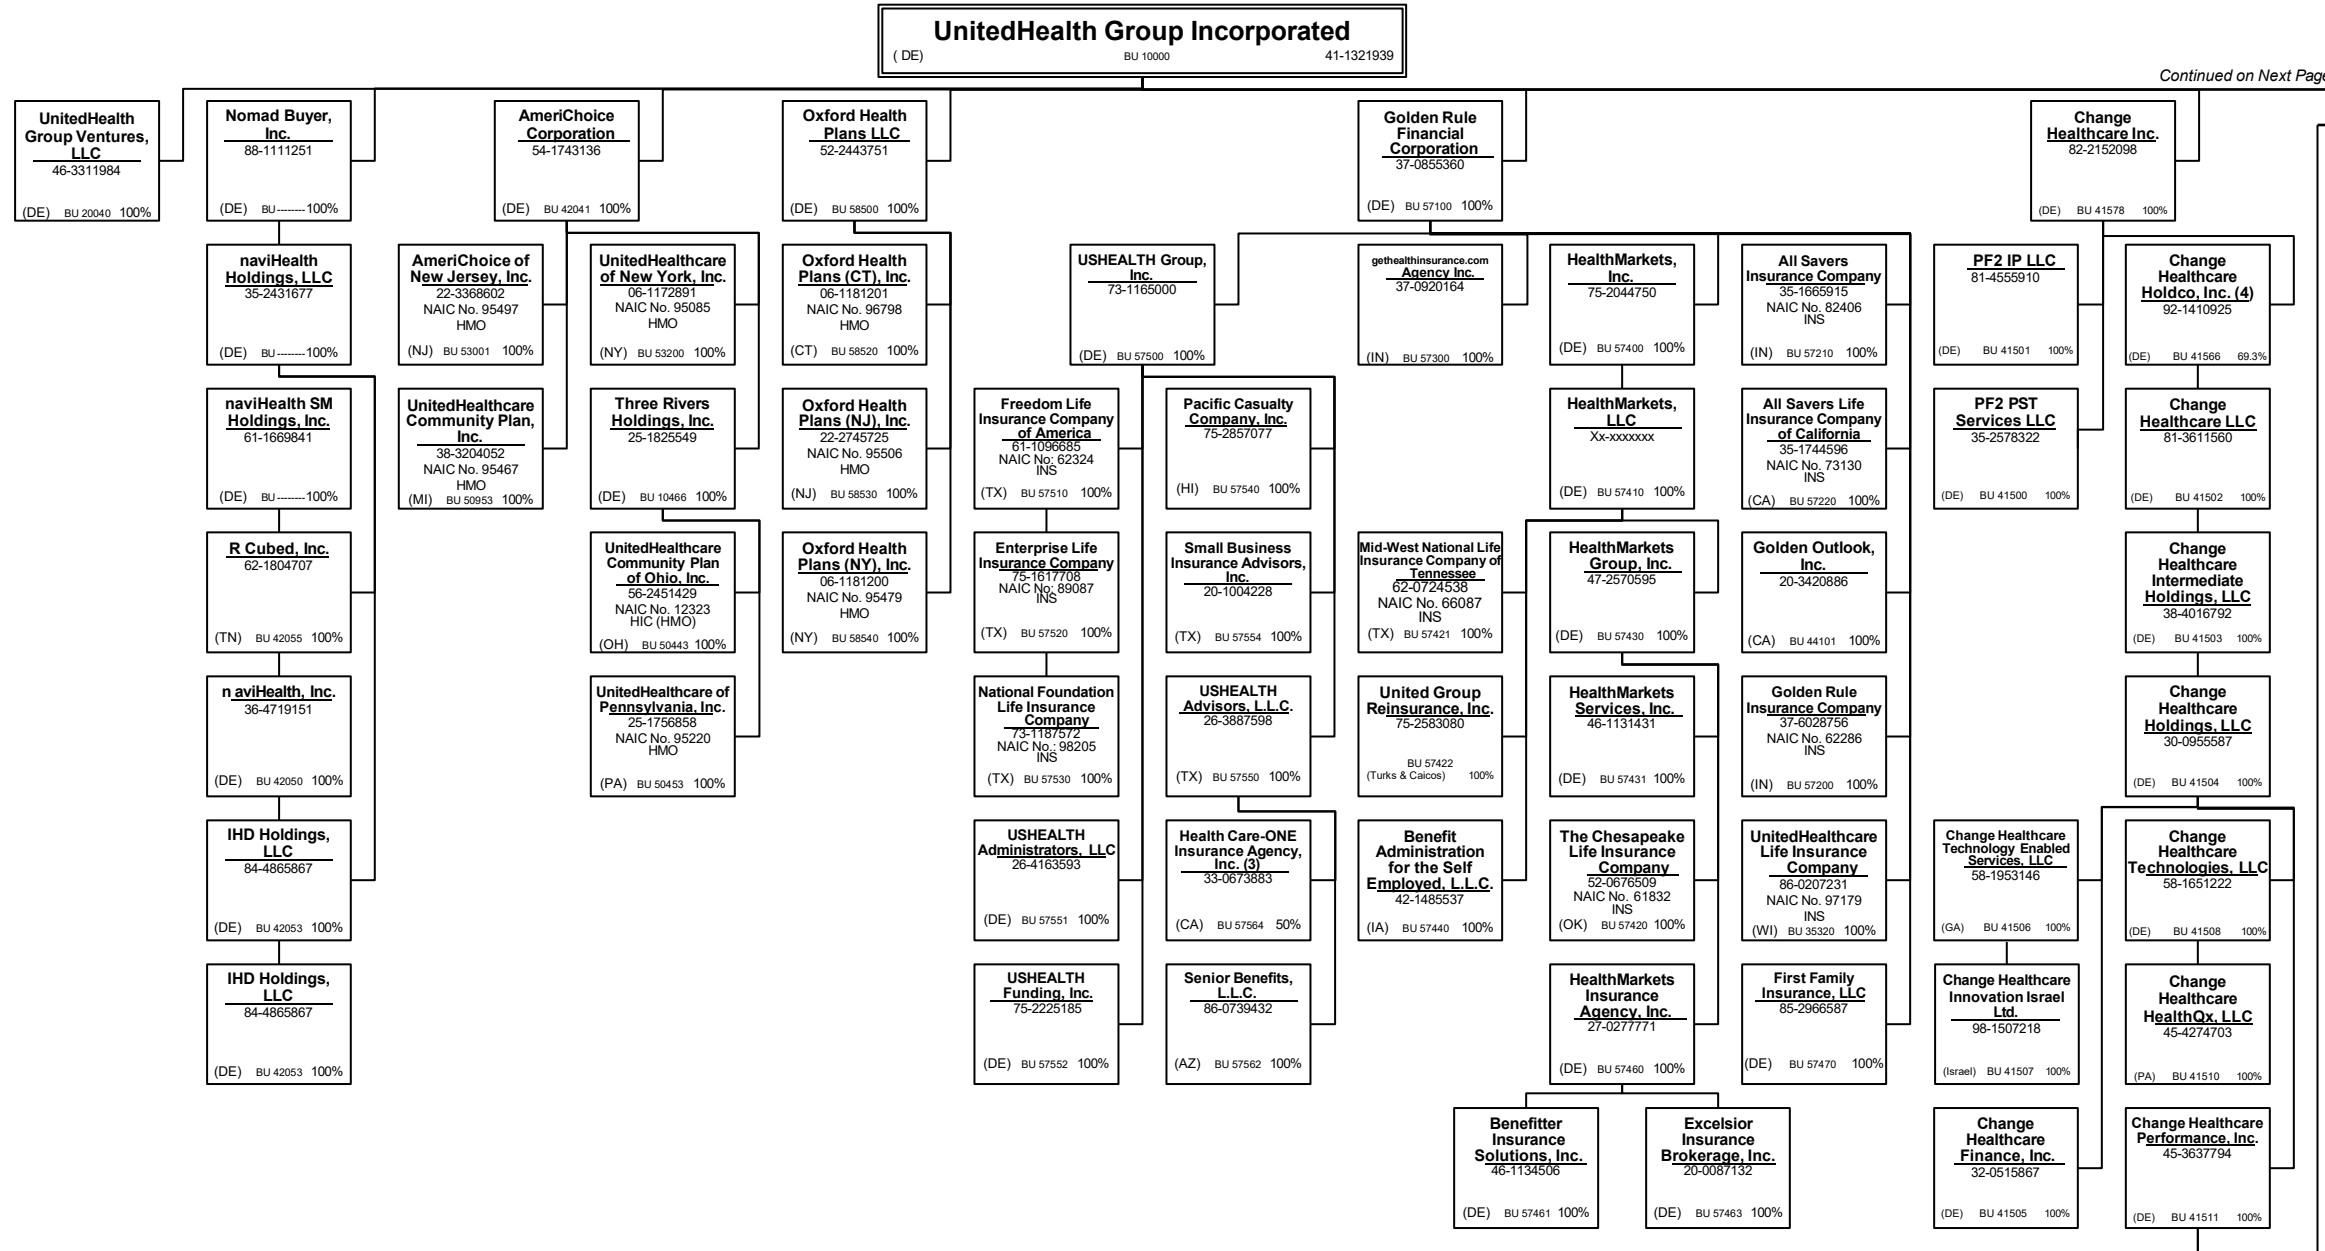 UnitedHealth Group Incorporated
( DE) BU 10000 41-1321939
Continued on Next Page
UnitedHealth
Group Ventures,
LLC
46-3311984
(DE) BU 20040 100%
Nomad Buyer,
Inc.
88-1111251
(DE) BU -------- 100%
AmeriChoice
Corporation
54-1743136
(DE) BU 42041 100%
Oxford Health
Plans LLC
52-2443751
(DE) BU 58500 100%
Golden Rule
Financial
Corporation
37-0855360
(DE) BU 57100 100%
Change
Healthcare Inc.
82-2152098
(DE) BU 41578 100%
naviHealth
Holdings, LLC
35-2431677
(DE) BU -------- 100%
AmeriChoice of
New Jersey, Inc.
22-3368602
NAIC No. 95497
HMO
(NJ) BU 53001 100%
UnitedHealthcare
of New York, Inc.
06-1172891
NAIC No. 95085
HMO
(NY) BU 53200 100%
Oxford Health
Plans (CT), Inc.
06-1181201
NAIC No. 96798
HMO
(CT) BU 58520 100%
USHEALTH Group,
Inc.
73-1165000
(DE) BU 57500 100%
gethealthinsurance.com
Agency Inc.
37-0920164
(IN) BU 57300 100%
HealthMarkets,
Inc.
75-2044750
(DE) BU 57400 100%
All Savers
Insurance Company
35-1665915
NAIC No. 82406
INS
(IN) BU 57210 100%
PF2 IP LLC
81-4555910
(DE) BU 41501 100%
Change
Healthcare
Holdco, Inc. (4)
92-1410925
(DE) BU 41566 69.3%
naviHealth SM
Holdings, Inc.
61-1669841
(DE) BU -------- 100%
UnitedHealthcare
Community Plan,
Inc.
38-3204052
NAIC No. 95467
HMO
(MI) BU 50953 100%
Three Rivers
Holdings, Inc.
25-1825549
(DE) BU 10466 100%
Oxford Health
Plans (NJ), Inc.
22-2745725
NAIC No. 95506
HMO
(NJ) BU 58530 100%
Freedom Life
Insurance Company
of America
61-1096685
NAIC No: 62324
INS
(TX) BU 57510 100%
Pacific Casualty
Company, Inc.
75-2857077
(HI) BU 57540 100%
HealthMarkets,
LLC
Xx-xxxxxxx
(DE) BU 57410 100%
All Savers Life
Insurance Company
of California
35-1744596
NAIC No. 73130
INS
(CA) BU 57220 100%
PF2 PST
Services LLC
35-2578322
(DE) BU 41500 100%
Change
Healthcare LLC
81-3611560
(DE) BU 41502 100%
R Cubed, Inc.
62-1804707
(TN) BU 42055 100%
UnitedHealthcare
Community Plan
of Ohio, Inc.
56-2451429
NAIC No. 12323
HIC (HMO)
(OH) BU 50443 100%
Oxford Health
Plans (NY), Inc.
06-1181200
NAIC No. 95479
HMO
(NY) BU 58540 100%
Enterprise Life
Insurance Company
75-1617708
NAIC No: 89087
INS
(TX) BU 57520 100%
Small Business
Insurance Advisors,
Inc.
20-1004228
(TX) BU 57554 100%
Mid-West National Life
Insurance Company of
Tennessee
62-0724538
NAIC No. 66087
INS
(TX) BU 57421 100%
HealthMarkets
Group, Inc.
47-2570595
(DE) BU 57430 100%
Golden Outlook,
Inc.
20-3420886
(CA) BU 44101 100%
Change
Healthcare
Intermediate
Holdings, LLC
38-4016792
(DE) BU 41503 100%
n aviHealth, Inc.
36-4719151
(DE) BU 42050 100%
UnitedHealthcare of
Pennsylvania, Inc.
25-1756858
NAIC No. 95220
HMO
(PA) BU 50453 100%
National Foundation
Life Insurance
Company
73-1187572
NAIC No.: 98205
INS
(TX) BU 57530 100%
USHEALTH
Advisors, L.L.C.
26-3887598
(TX) BU 57550 100%
United Group
Reinsurance, Inc.
75-2583080
BU 57422
(Turks & Caicos) 100%
HealthMarkets
Services, Inc.
46-1131431
(DE) BU 57431 100%
Golden Rule
Insurance Company
37-6028756
NAIC No. 62286
INS
(IN) BU 57200 100%
Change
Healthcare
Holdings, LLC
30-0955587
(DE) BU 41504 100%
IHD Holdings,
LLC
84-4865867
(DE) BU 42053 100%
USHEALTH
Administrators, LLC
26-4163593
(DE) BU 57551 100%
Health Care-ONE
Insurance Agency,
Inc. (3)
33-0673883
(CA) BU 57564 50%
Benefit
Administration
for the Self
Employed, L.L.C.
42-1485537
(IA) BU 57440 100%
The Chesapeake
Life Insurance
Company
52-0676509
NAIC No. 61832
INS
(OK) BU 57420 100%
UnitedHealthcare
Life Insurance
Company
86-0207231
NAIC No. 97179
INS
(WI) BU 35320 100%
Change Healthcare
Technology Enabled
Services, LLC
58-1953146
(GA) BU 41506 100%
Change
Healthcare
Technologies, LLC
58-1651222
(DE) BU 41508 100%
IHD Holdings,
LLC
84-4865867
(DE) BU 42053 100%
USHEALTH
Funding, Inc.
75-2225185
(DE) BU 57552 100%
Senior Benefits,
L.L.C.
86-0739432
(AZ) BU 57562 100%
HealthMarkets
Insurance
Agency, Inc.
27-0277771
(DE) BU 57460 100%
First Family
Insurance, LLC
85-2966587
(DE) BU 57470 100%
Change Healthcare
Innovation Israel
Ltd.
98-1507218
(Israel) BU 41507 100%
Change
Healthcare
HealthQx, LLC
45-4274703
(PA) BU 41510 100%
Benefitter
Insurance
Solutions, Inc.
46-1134506
(DE) BU 57461 100%
Excelsior
Insurance
Brokerage, Inc.
20-0087132
(DE) BU 57463 100%
Change
Healthcare
Finance, Inc.
32-0515867
(DE) BU 41505 100%
Change Healthcare
Performance, Inc.
45-3637794
(DE) BU 41511 100%